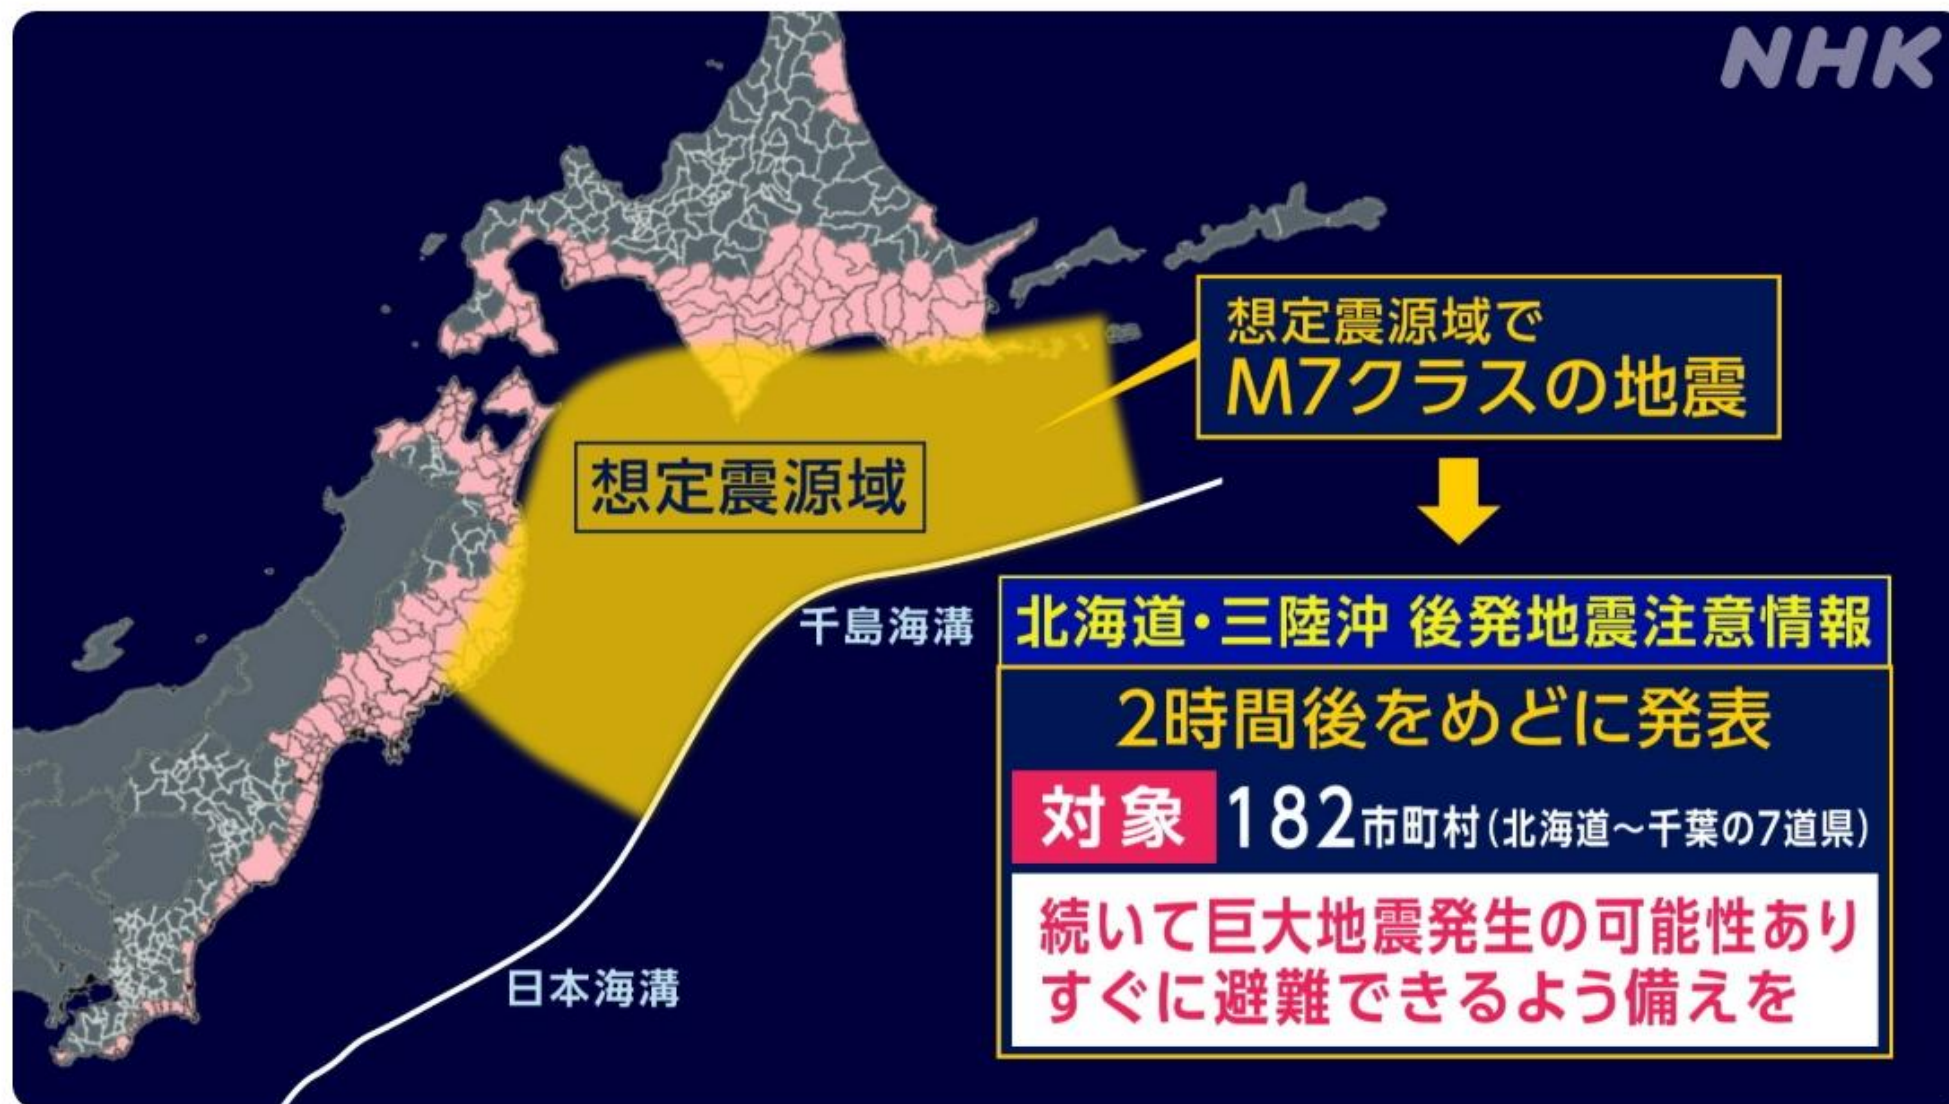 NHK
想定震源域で
M7クラスの地震
想定震源域
千島海溝
日本海溝
北海道・三陸沖 後発地震注意情報
2時間後をめどに発表
対象 182市町村(北海道～千葉の7道県)
続いて巨大地震発生の可能性あり
すぐに避難できるよう備えを